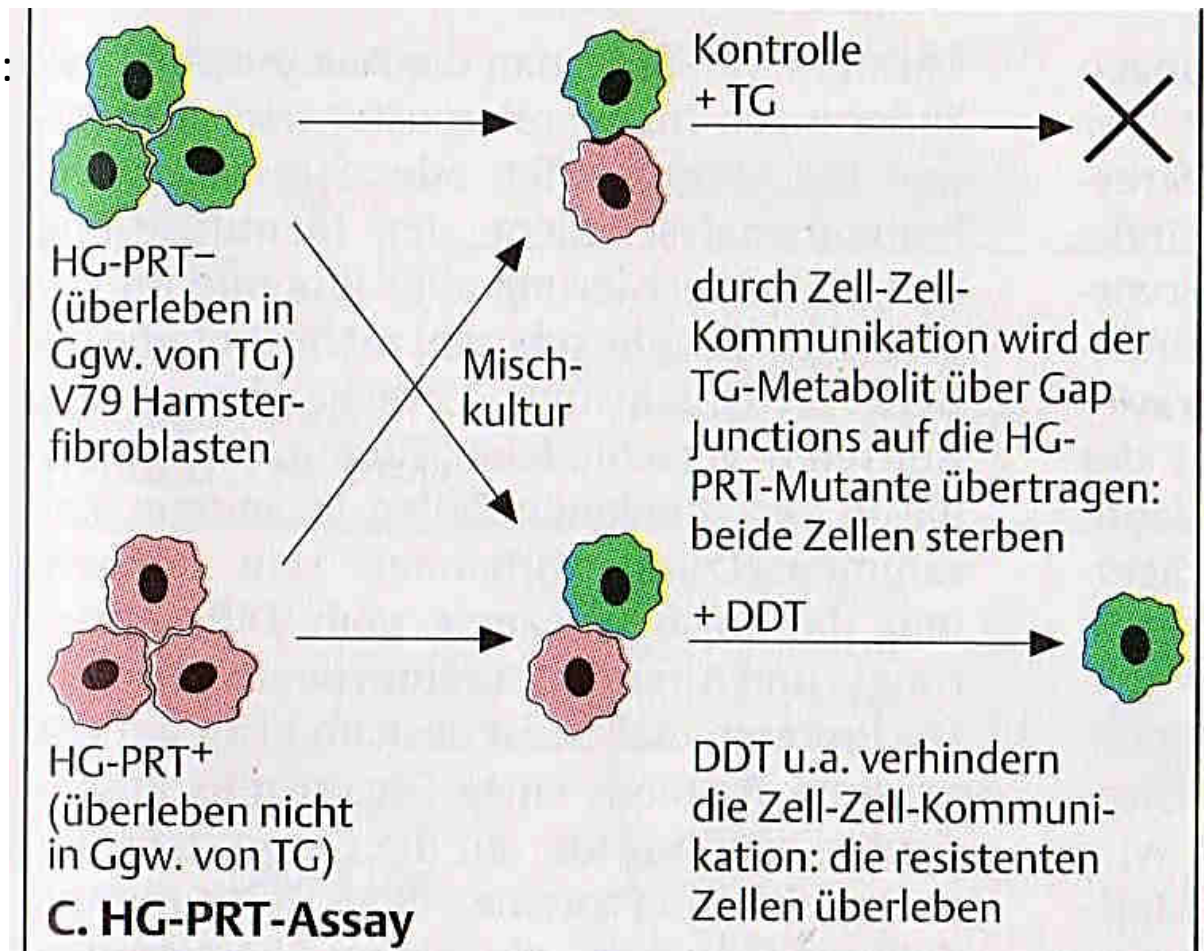 :
Kontrolle
+ TG
HG-PRT⁻
(überleben in
Ggw. von TG)
V79 Hamster-
fibroblasten
Misch-
kultur
durch Zell-Zell-
Kommunikation wird der
TG-Metabolit über Gap
Junctions auf die HG-
PRT-Mutante übertragen:
beide Zellen sterben
+ DDT
HG-PRT⁺
(überleben nicht
in Ggw. von TG)
DDT u.a. verhindern
die Zell-Zell-Kommuni-
kation: die resistenten
Zellen überleben
C. HG-PRT-Assay